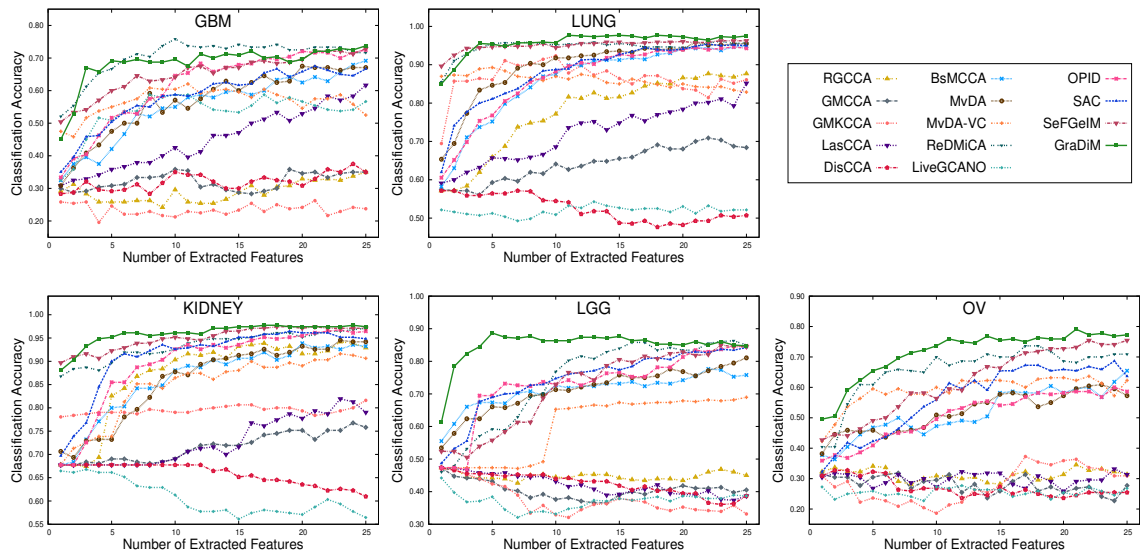 GBM
Classification Accuracy
0.80
0.70
0.60
0.50
0.40
0.30
0.20
0 5 10 15 20 25
Number of Extracted Features
LUNG
Classification Accuracy
1.00
0.90
0.80
0.70
0.60
0.50
0 5 10 15 20 25
Number of Extracted Features
RGCCA BsMCCA OPID
GMCCA MvDA SAC
GMKCCA MvDA-VC SeFGeIM
LasCCA ReDMiCA GraDiM
DisCCA LiveGCANO
KIDNEY
Classification Accuracy
1.00
0.95
0.90
0.85
0.80
0.75
0.70
0.65
0.60
0.55
0 5 10 15 20 25
Number of Extracted Features
LGG
Classification Accuracy
1.00
0.90
0.80
0.70
0.60
0.50
0.40
0.30
0 5 10 15 20 25
Number of Extracted Features
OV
Classification Accuracy
0.90
0.80
0.70
0.60
0.50
0.40
0.30
0.20
0 5 10 15 20 25
Number of Extracted Features